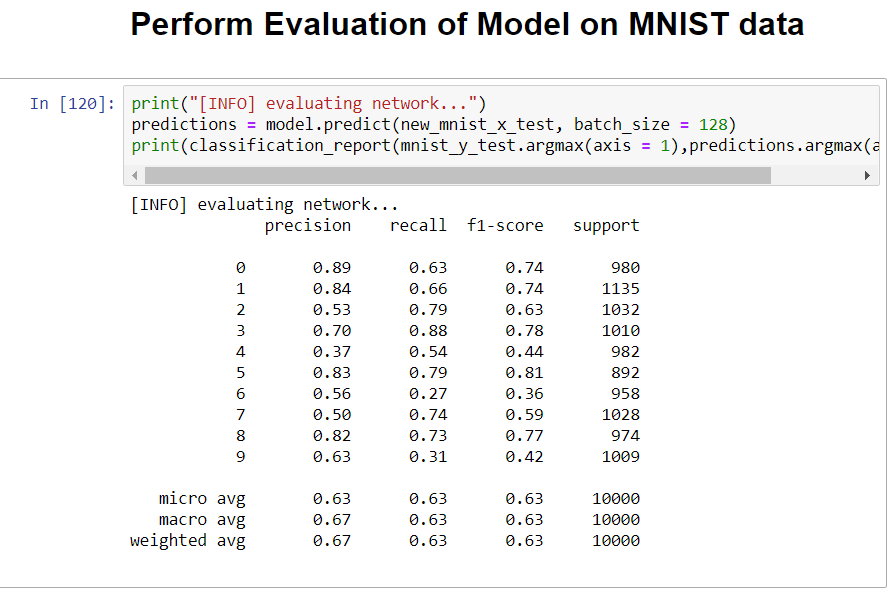 Perform Evaluation of Model on MNIST data
In [120]: print("[INFO] evaluating network...")
predictions = model.predict(new_mnist_x_test, batch_size = 128)
print(classification_report(mnist_y_test.argmax(axis = 1),predictions.argmax(a
[INFO] evaluating network...
precision recall f1-score support
0 0.89 0.63 0.74 980
1 0.84 0.66 0.74 1135
2 0.53 0.79 0.63 1032
3 0.70 0.88 0.78 1010
4 0.37 0.54 0.44 982
5 0.83 0.79 0.81 892
6 0.56 0.27 0.36 958
7 0.50 0.74 0.59 1028
8 0.82 0.73 0.77 974
9 0.63 0.31 0.42 1009
micro avg 0.63 0.63 0.63 10000
macro avg 0.67 0.63 0.63 10000
weighted avg 0.67 0.63 0.63 10000